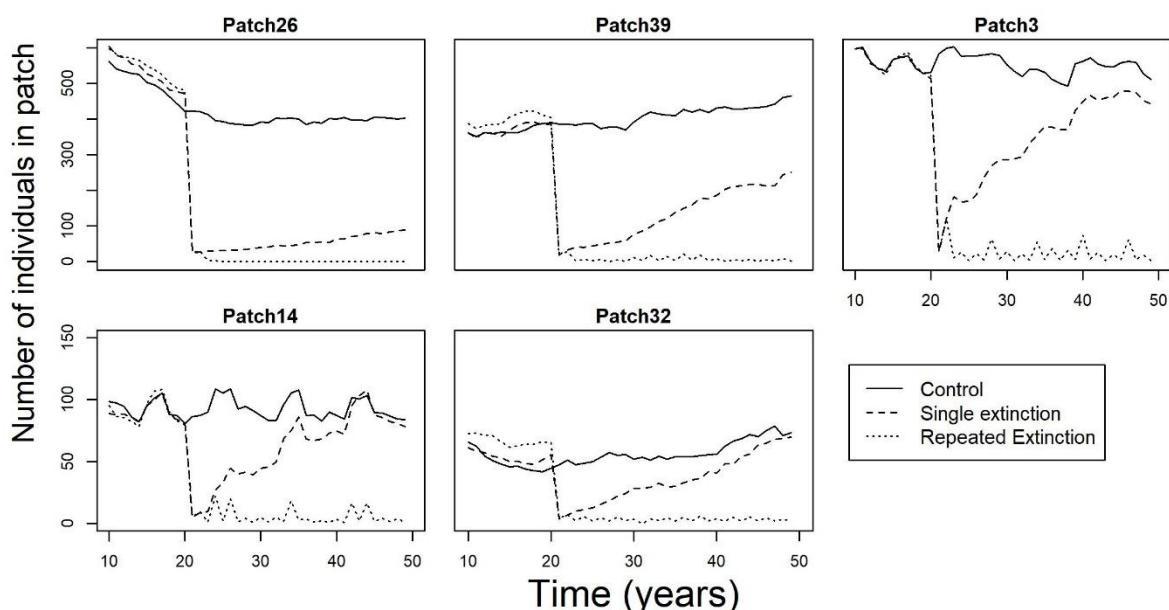 Patch26
Patch39
Patch3
Number of individuals in patch
500
300
100
0
10
20
30
40
50
Patch14
Patch32
150
100
50
0
10
20
30
40
50
10
20
30
40
50
Time (years)
Control
Single extinction
Repeated Extinction